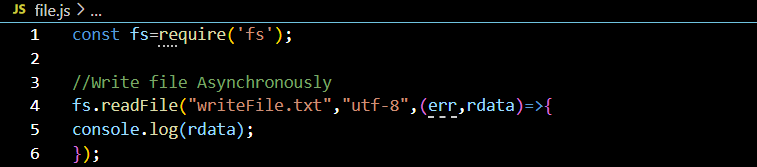 JS file.js > ...
1 const fs=require('fs');
2
3 //Write file Asynchronously
4 fs.readFile("writeFile.txt","utf-8",(err,rdata)=>{
5 console.log(rdata);
6 });